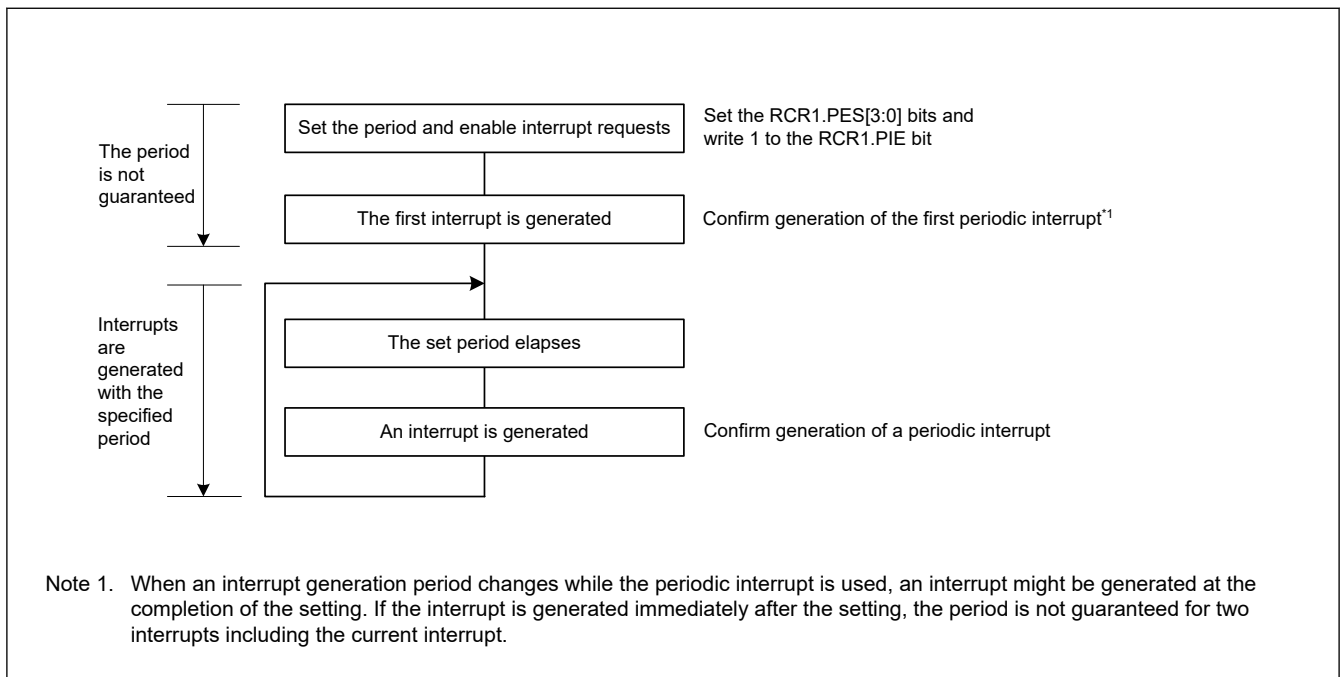 Set the period and enable interrupt requests
Set the RCR1.PES[3:0] bits and
write 1 to the RCR1.PIE bit
The period
is not
guaranteed
The first interrupt is generated
Confirm generation of the first periodic interrupt*1
Interrupts
are
generated
with the
specified
period
The set period elapses
An interrupt is generated
Confirm generation of a periodic interrupt
Note 1. When an interrupt generation period changes while the periodic interrupt is used, an interrupt might be generated at the
completion of the setting. If the interrupt is generated immediately after the setting, the period is not guaranteed for two
interrupts including the current interrupt.